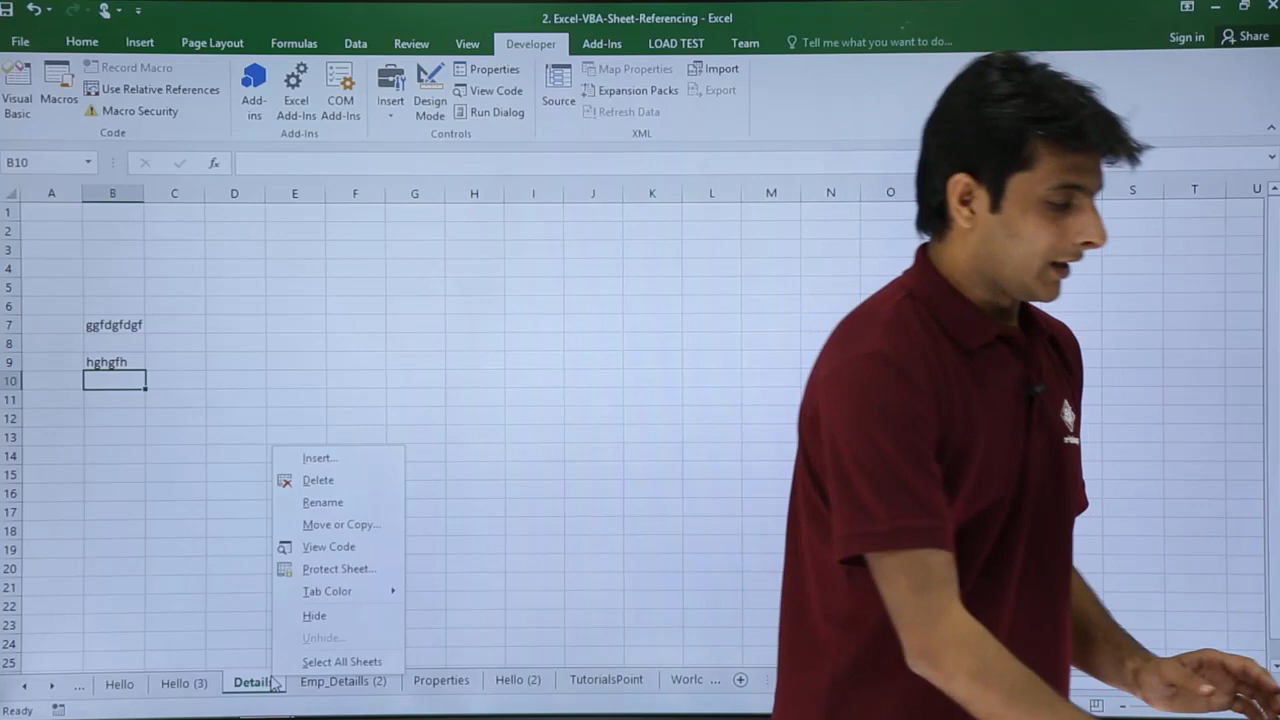 2. Excel-VBA-Sheet-Referencing - Excel
File Home Insert Page Layout Formulas Data Review View Developer Add-Ins LOAD TEST Team Tell me what you want to do... Sign in Share
Visual Basic
Macros
Record Macro
Use Relative References
Macro Security
Code
Add-ins
Excel Add-Ins
COM Add-Ins
Add-Ins
Insert
Design Mode
Properties
View Code
Run Dialog
Controls
Source
Map Properties
Expansion Packs
Refresh Data
Import
Export
XML
B10
fx
A B C D E F G H I J K L M N O S T U
1
2
3
4
5
6
7 ggfdgfdgf
8
9 hghgfh
10
11
12
13
14
15
16
17
18
19
20
21
22
23
24
25
Insert...
Delete
Rename
Move or Copy...
View Code
Protect Sheet...
Tab Color
Hide
Unhide...
Select All Sheets
... Hello Hello (3) Details Emp_Detaills (2) Properties Hello (2) TutorialsPoint Worlc ...
Ready